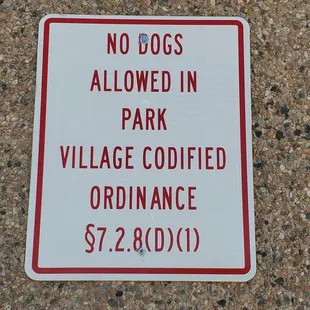 NO DOGS
ALLOWED IN
PARK
VILLAGE CODIFIED
ORDINANCE
§7.2.8(D)(1)